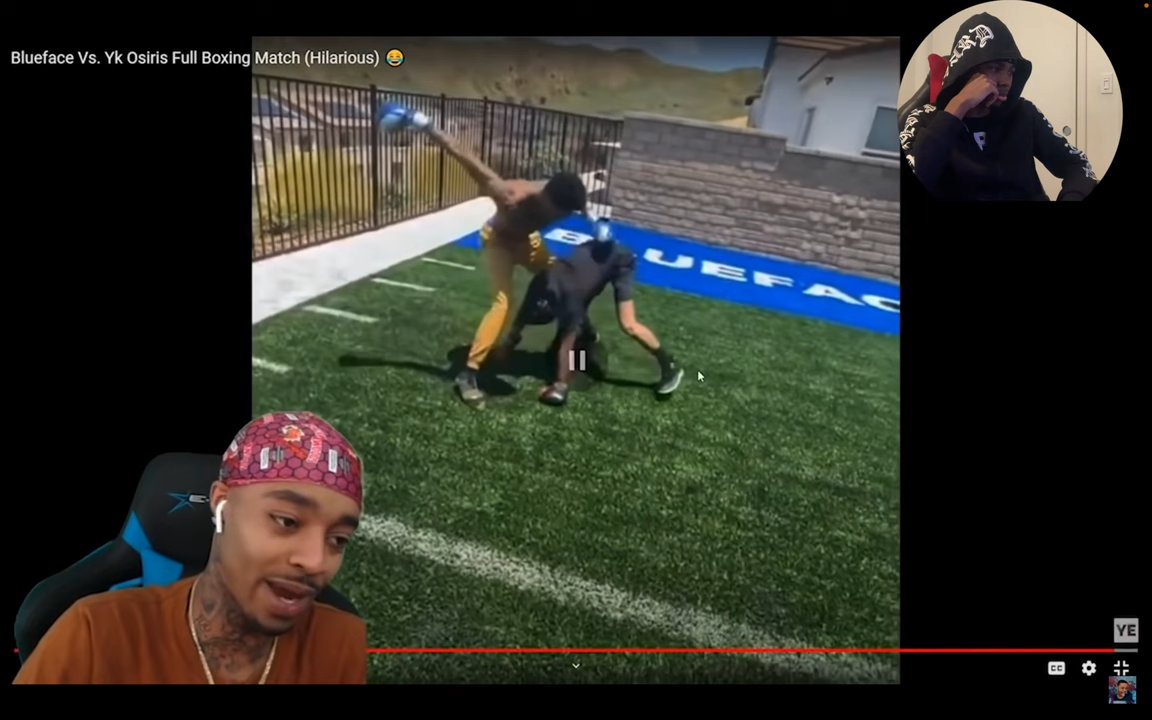 Blueface Vs. Yk Osiris Full Boxing Match (Hilarious) 😂
BLUEFAC
YE
CC